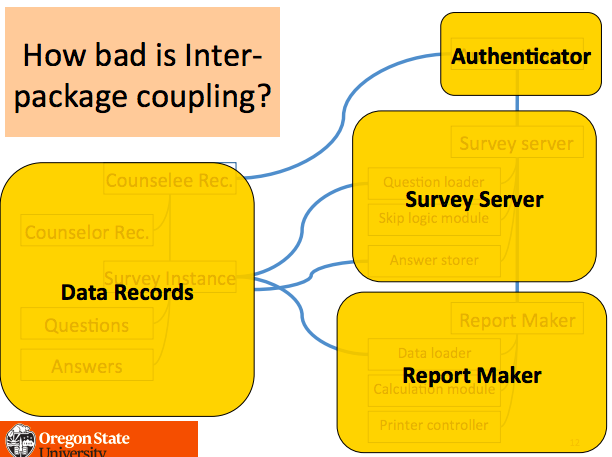 How bad is Inter-
package coupling?
Authenticator
Survey server
Question loader
Survey Server
Skip logic module
Answer storer
Counselee Rec.
Counselor Rec.
Survey Instance
Data Records
Questions
Answers
Report Maker
Data loader
Report Maker
Calculation module
Printer controller
12
Oregon State
University